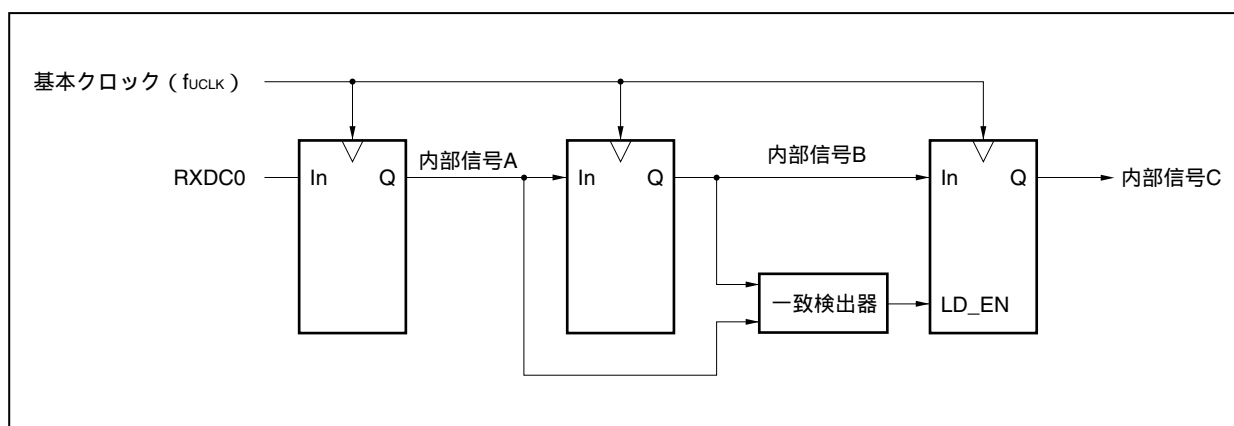 基本クロック（fUCLK）
RXDC0
In
Q
内部信号A
In
Q
内部信号B
In
Q
内部信号C
一致検出器
LD_EN